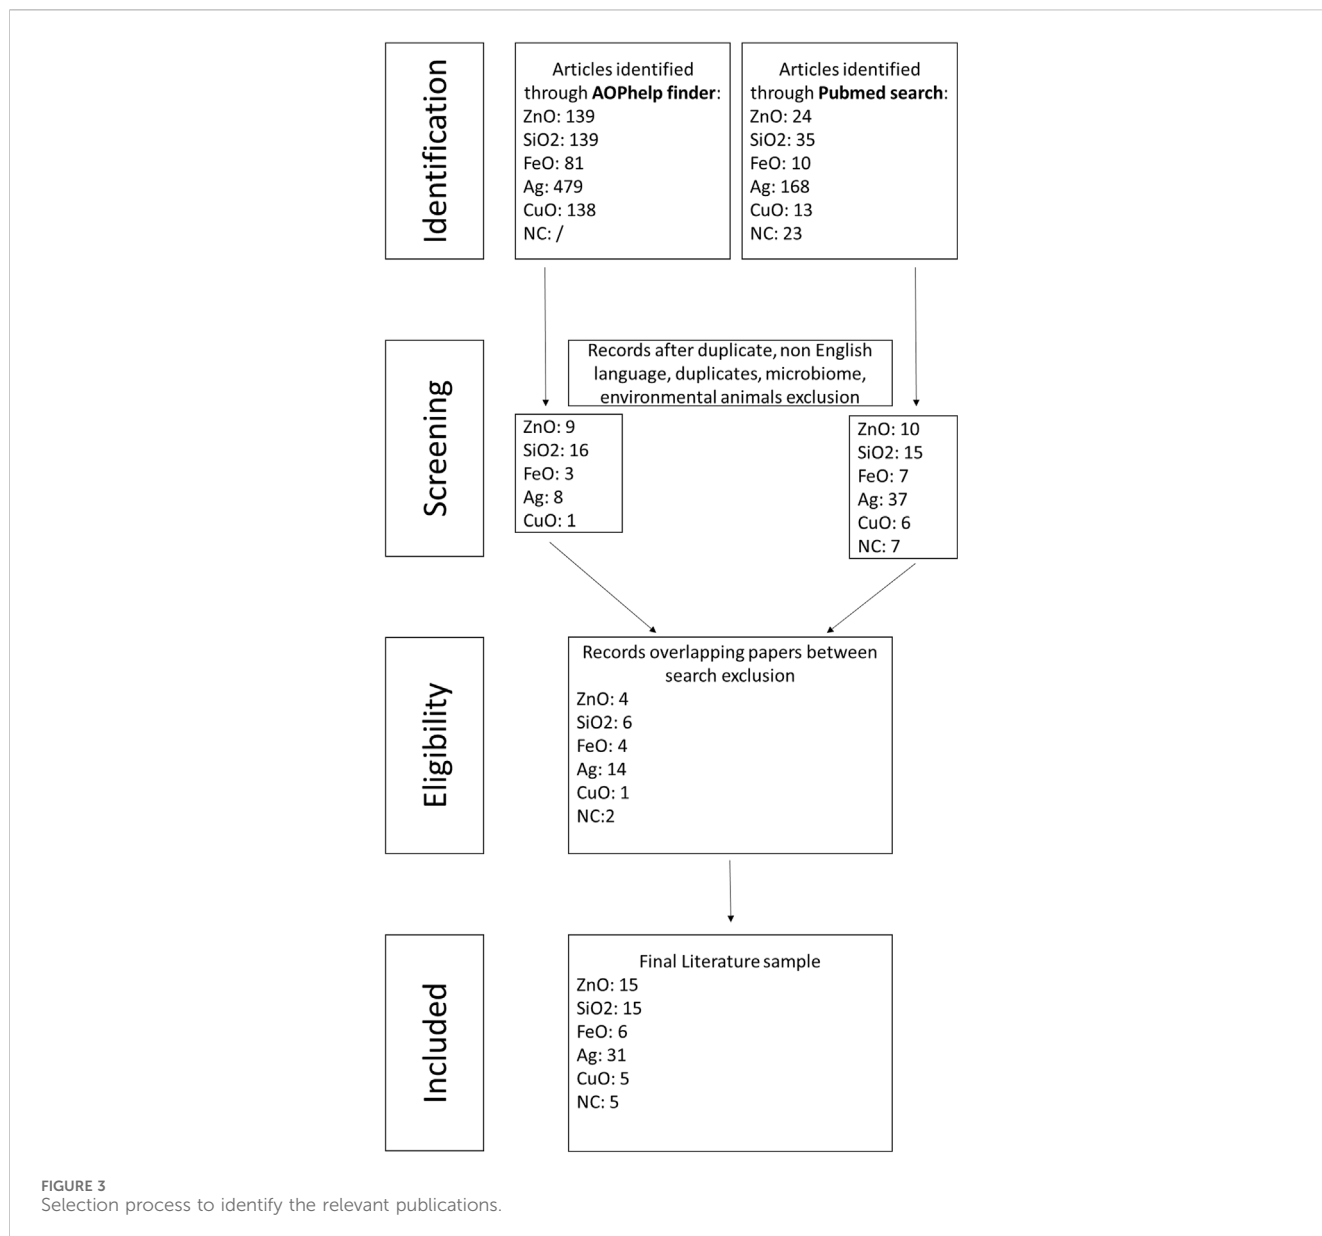 Identification
Articles identified
through AOPhelp finder:
ZnO: 139
SiO2: 139
FeO: 81
Ag: 479
CuO: 138
NC: /
Articles identified
through Pubmed search:
ZnO: 24
SiO2: 35
FeO: 10
Ag: 168
CuO: 13
NC: 23
Screening
Records after duplicate, non English
language, duplicates, microbiome,
environmental animals exclusion
ZnO: 9
SiO2: 16
FeO: 3
Ag: 8
CuO: 1
ZnO: 10
SiO2: 15
FeO: 7
Ag: 37
CuO: 6
NC: 7
Eligibility
Records overlapping papers between
search exclusion
ZnO: 4
SiO2: 6
FeO: 4
Ag: 14
CuO: 1
NC:2
Included
Final Literature sample
ZnO: 15
SiO2: 15
FeO: 6
Ag: 31
CuO: 5
NC: 5
FIGURE 3
Selection process to identify the relevant publications.